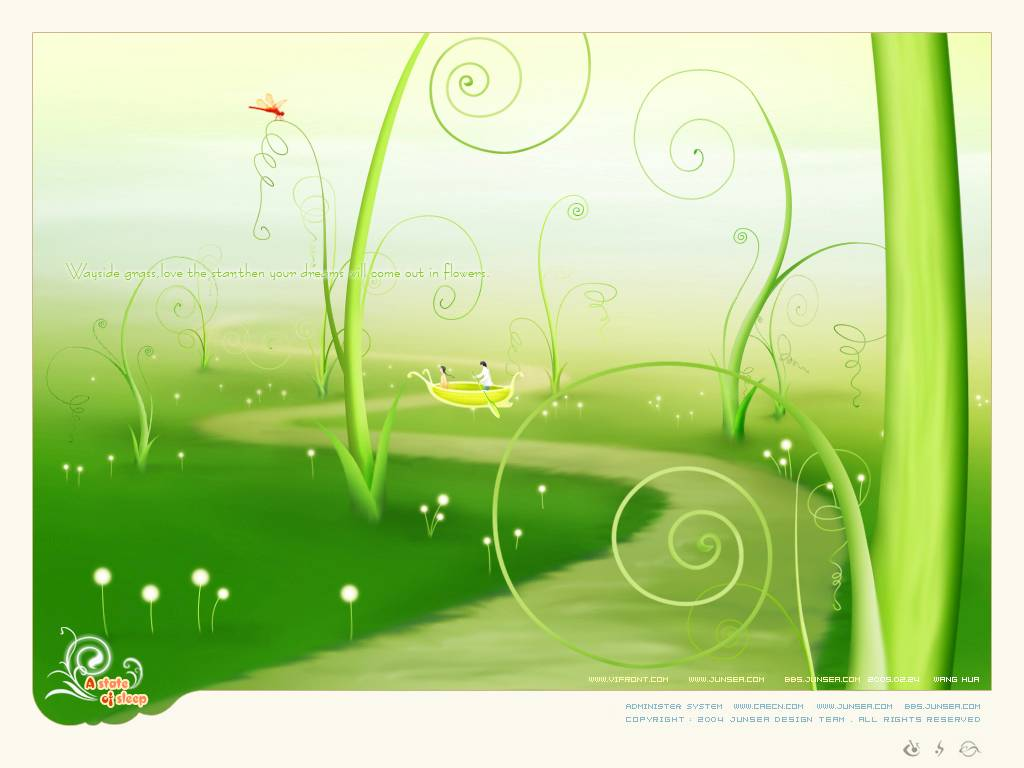 Wayside grass,love the star,then your dreams will come out in flowers.
A state
of sleep
WWW.VIFRONT.COM WWW.JUNSEA.COM BBS.JUNSEA.COM 2005.02.24 WANG HUA
ADMINISTER SYSTEM WWW.CAECN.COM WWW.JUNSEA.COM BBS.JUNSEA.COM
COPYRIGHT : 2004 JUNSEA DESIGN TEAM . ALL RIGHTS RESERVED